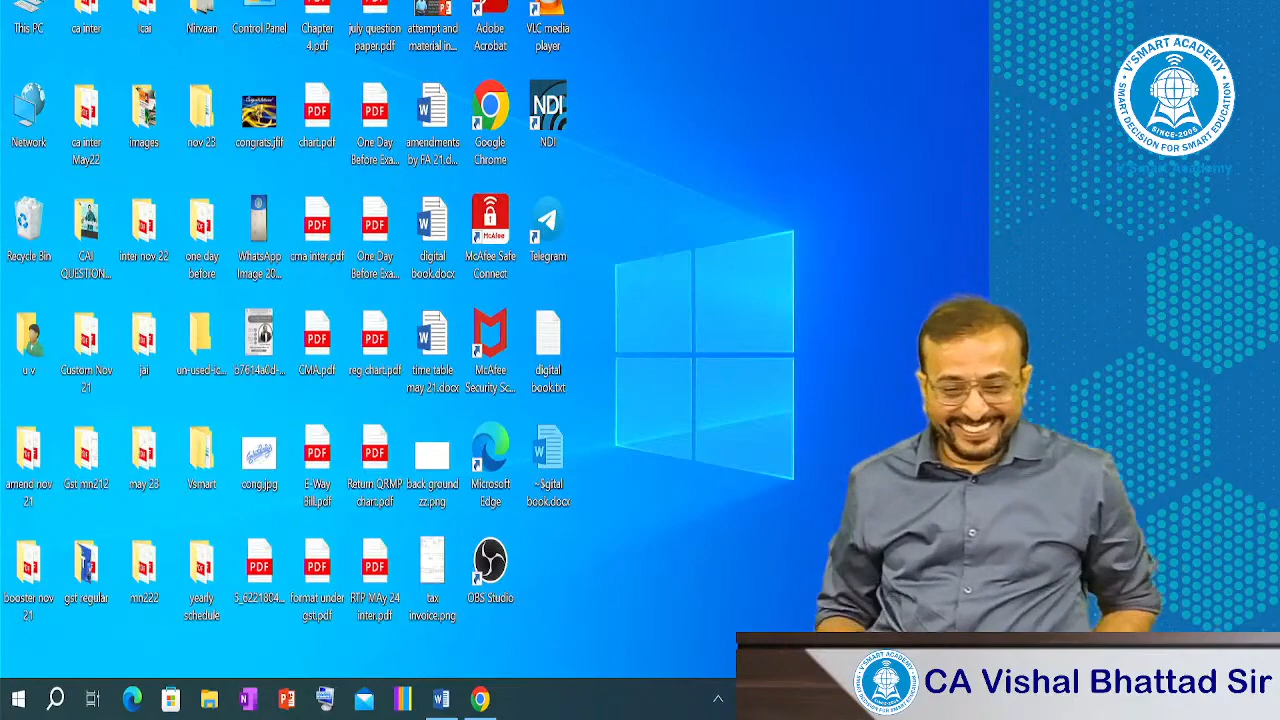 This PC
ca inter
icai
Nirvaan
Control Panel
Chapter
4.pdf
july question
paper.pdf
attempt and
material in...
Adobe
Acrobat
VLC media
player
Network
ca inter
May22
images
nov 23
congrats.jfif
chart.pdf
One Day
Before Exa...
amendments
by FA 21.d...
Google
Chrome
NDI
NDI
Recycle Bin
CAI
QUESTION...
inter nov 22
one day
before
WhatsApp
Image 20...
cma inter.pdf
One Day
Before Exa...
digital
book.docx
McAfee
McAfee Safe
Connect
Telegram
u v
Custom Nov
21
jai
un-used-ic...
b7614a0d-...
CMA.pdf
reg chart.pdf
time table
may 21.docx
McAfee
Security Sc...
digital
book.txt
amend nov
21
Gst mn212
may 23
Vsmart
cong.jpg
E-Way
Bill.pdf
Return QRMP
chart.pdf
back ground
zz.png
Microsoft
Edge
~$gital
book.docx
booster nov
21
gst regular
mn222
yearly
schedule
5_6221804...
format under
gst.pdf
RTP MAy 24
inter.pdf
tax
invoice.png
OBS Studio
V'SMART ACADEMY
SINCE-2005
SMART DECISION FOR SMART EDUCATION
V'Smart Academy
CA Vishal Bhattad Sir